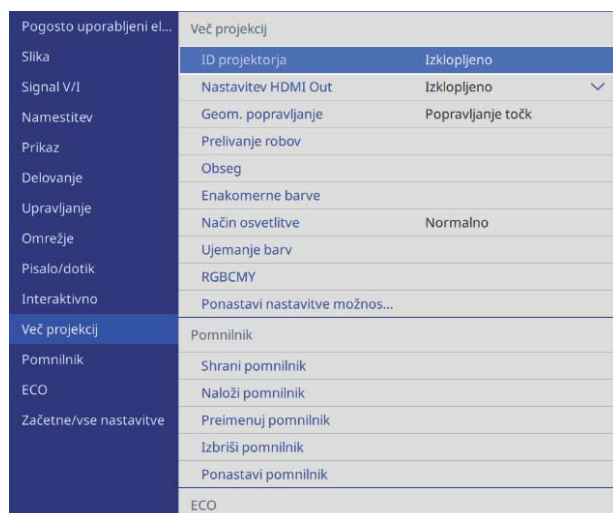 Pogosto uporabljeni el...
Slika
Signal V/I
Namestitev
Prikaz
Delovanje
Upravljanje
Omrežje
Pisalo/dotik
Interaktivno
Več projekcij
Pomnilnik
ECO
Začetne/vse nastavitve
Več projekcij
ID projektorja Izklopljeno
Nastavitev HDMI Out Izklopljeno
Geom. popravljanje Popravljanje točk
Prelivanje robov
Obseg
Enakomerne barve
Način osvetlitve Normalno
Ujemanje barv
RGBCMY
Ponastavi nastavitve možnos...
Pomnilnik
Shrani pomnilnik
Naloži pomnilnik
Preimenuj pomnilnik
Izbriši pomnilnik
Ponastavi pomnilnik
ECO